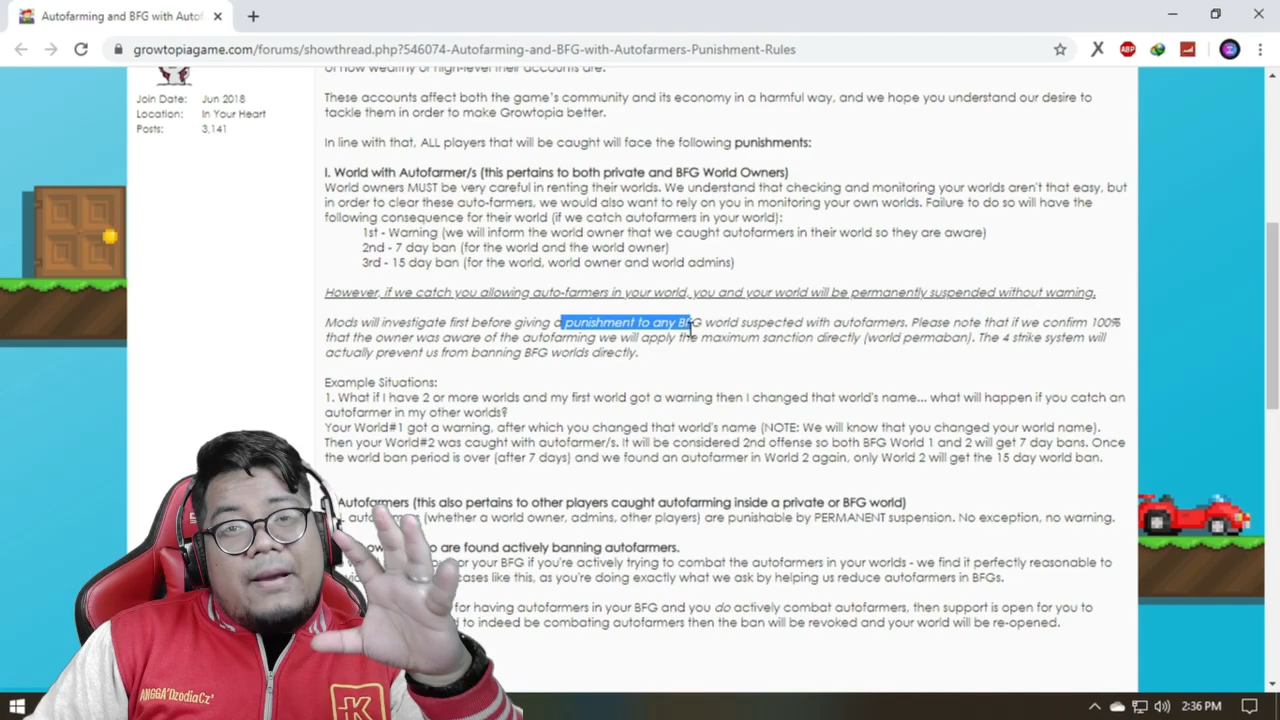 Autofarming and BFG with Autof
growtopiagame.com/forums/showthread.php?546074-Autofarming-and-BFG-with-Autofarmers-Punishment-Rules
ABP
of how wealthy or high-level their accounts are.
Join Date: Jun 2018
Location: In Your Heart
Posts: 3,141
These accounts affect both the game's community and its economy in a harmful way, and we hope you understand our desire to
tackle them in order to make Growtopia better.
In line with that, ALL players that will be caught will face the following punishments:
I. World with Autofarmer/s (this pertains to both private and BFG World Owners)
World owners MUST be very careful in renting their worlds. We understand that checking and monitoring your worlds aren't that easy, but
in order to clear these auto-farmers, we would also want to rely on you in monitoring your own worlds. Failure to do so will have the
following consequence for their world (if we catch autofarmers in your world):
1st - Warning (we will inform the world owner that we caught autofarmers in their world so they are aware)
2nd - 7 day ban (for the world and the world owner)
3rd - 15 day ban (for the world, world owner and world admins)
However, if we catch you allowing auto-farmers in your world, you and your world will be permanently suspended without warning.
Mods will investigate first before giving a punishment to any BFG world suspected with autofarmers. Please note that if we confirm 100%
that the owner was aware of the autofarming we will apply the maximum sanction directly (world permaban). The 4 strike system will
actually prevent us from banning BFG worlds directly.
Example Situations:
1. What if I have 2 or more worlds and my first world got a warning then I changed that world's name... what will happen if you catch an
autofarmer in my other worlds?
Your World#1 got a warning, after which you changed that world's name (NOTE: We will know that you changed your world name).
Then your World#2 was caught with autofarmer/s. It will be considered 2nd offense so both BFG World 1 and 2 will get 7 day bans. Once
the world ban period is over (after 7 days) and we found an autofarmer in World 2 again, only World 2 will get the 15 day world ban.
Autofarmers (this also pertains to other players caught autofarming inside a private or BFG world)
(whether a world owner, admins, other players) are punishable by PERMANENT suspension. No exception, no warning.
are found actively banning autofarmers.
or your BFG if you're actively trying to combat the autofarmers in your worlds - we find it perfectly reasonable to
cases like this, as you're doing exactly what we ask by helping us reduce autofarmers in BFGs.
for having autofarmers in your BFG and you do actively combat autofarmers, then support is open for you to
to indeed be combating autofarmers then the ban will be revoked and your world will be re-opened.
ANGGA'DzodiaCz'
K
2:36 PM